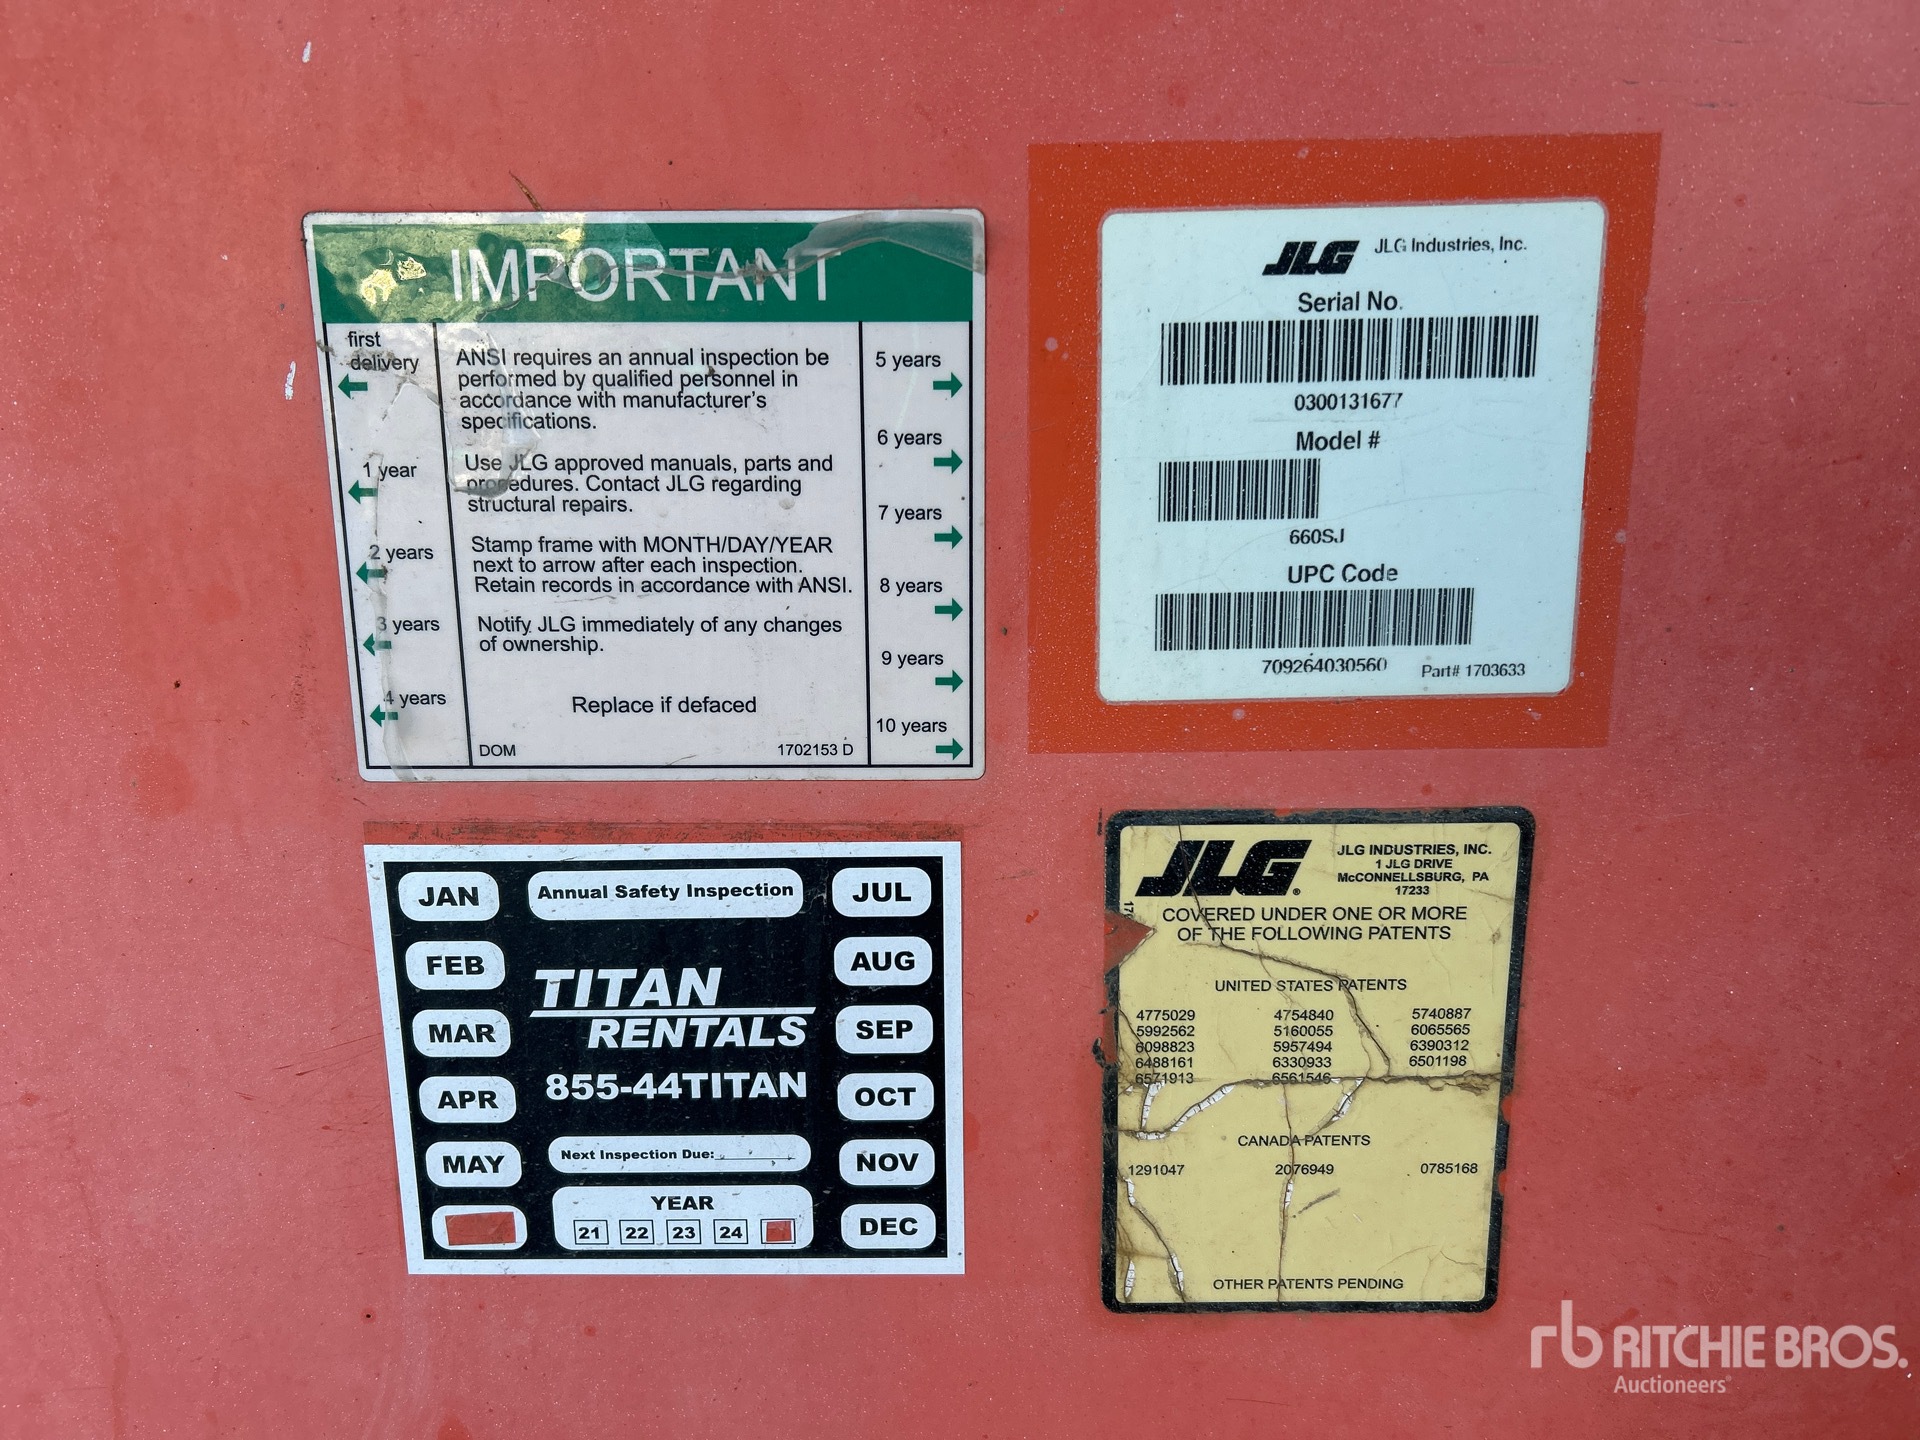 IMPORTANT
first
delivery
1 year
2 years
3 years
4 years
ANSI requires an annual inspection be
performed by qualified personnel in
accordance with manufacturer's
specifications.
Use JLG approved manuals, parts and
procedures. Contact JLG regarding
structural repairs.
Stamp frame with MONTH/DAY/YEAR
next to arrow after each inspection.
Retain records in accordance with ANSI.
Notify JLG immediately of any changes
of ownership.
Replace if defaced
DOM 1702153 D
5 years
6 years
7 years
8 years
9 years
10 years
JLG JLG Industries, Inc.
Serial No.
0300131677
Model #
660SJ
UPC Code
709264030560 Part# 1703633
JAN
FEB
MAR
APR
MAY
Annual Safety Inspection
TITAN
RENTALS
855-44TITAN
Next Inspection Due:
YEAR
21 22 23 24
JUL
AUG
SEP
OCT
NOV
DEC
JLG®
JLG INDUSTRIES, INC.
1 JLG DRIVE
McCONNELLSBURG, PA
17233
COVERED UNDER ONE OR MORE
OF THE FOLLOWING PATENTS
UNITED STATES PATENTS
4775029 4754840 5740887
5992562 5160055 6065565
6098823 5957494 6390312
6488161 6330933 6501198
6571913 6561546
CANADA PATENTS
1291047 2076949 0785168
OTHER PATENTS PENDING
rb RITCHIE BROS.
Auctioneers